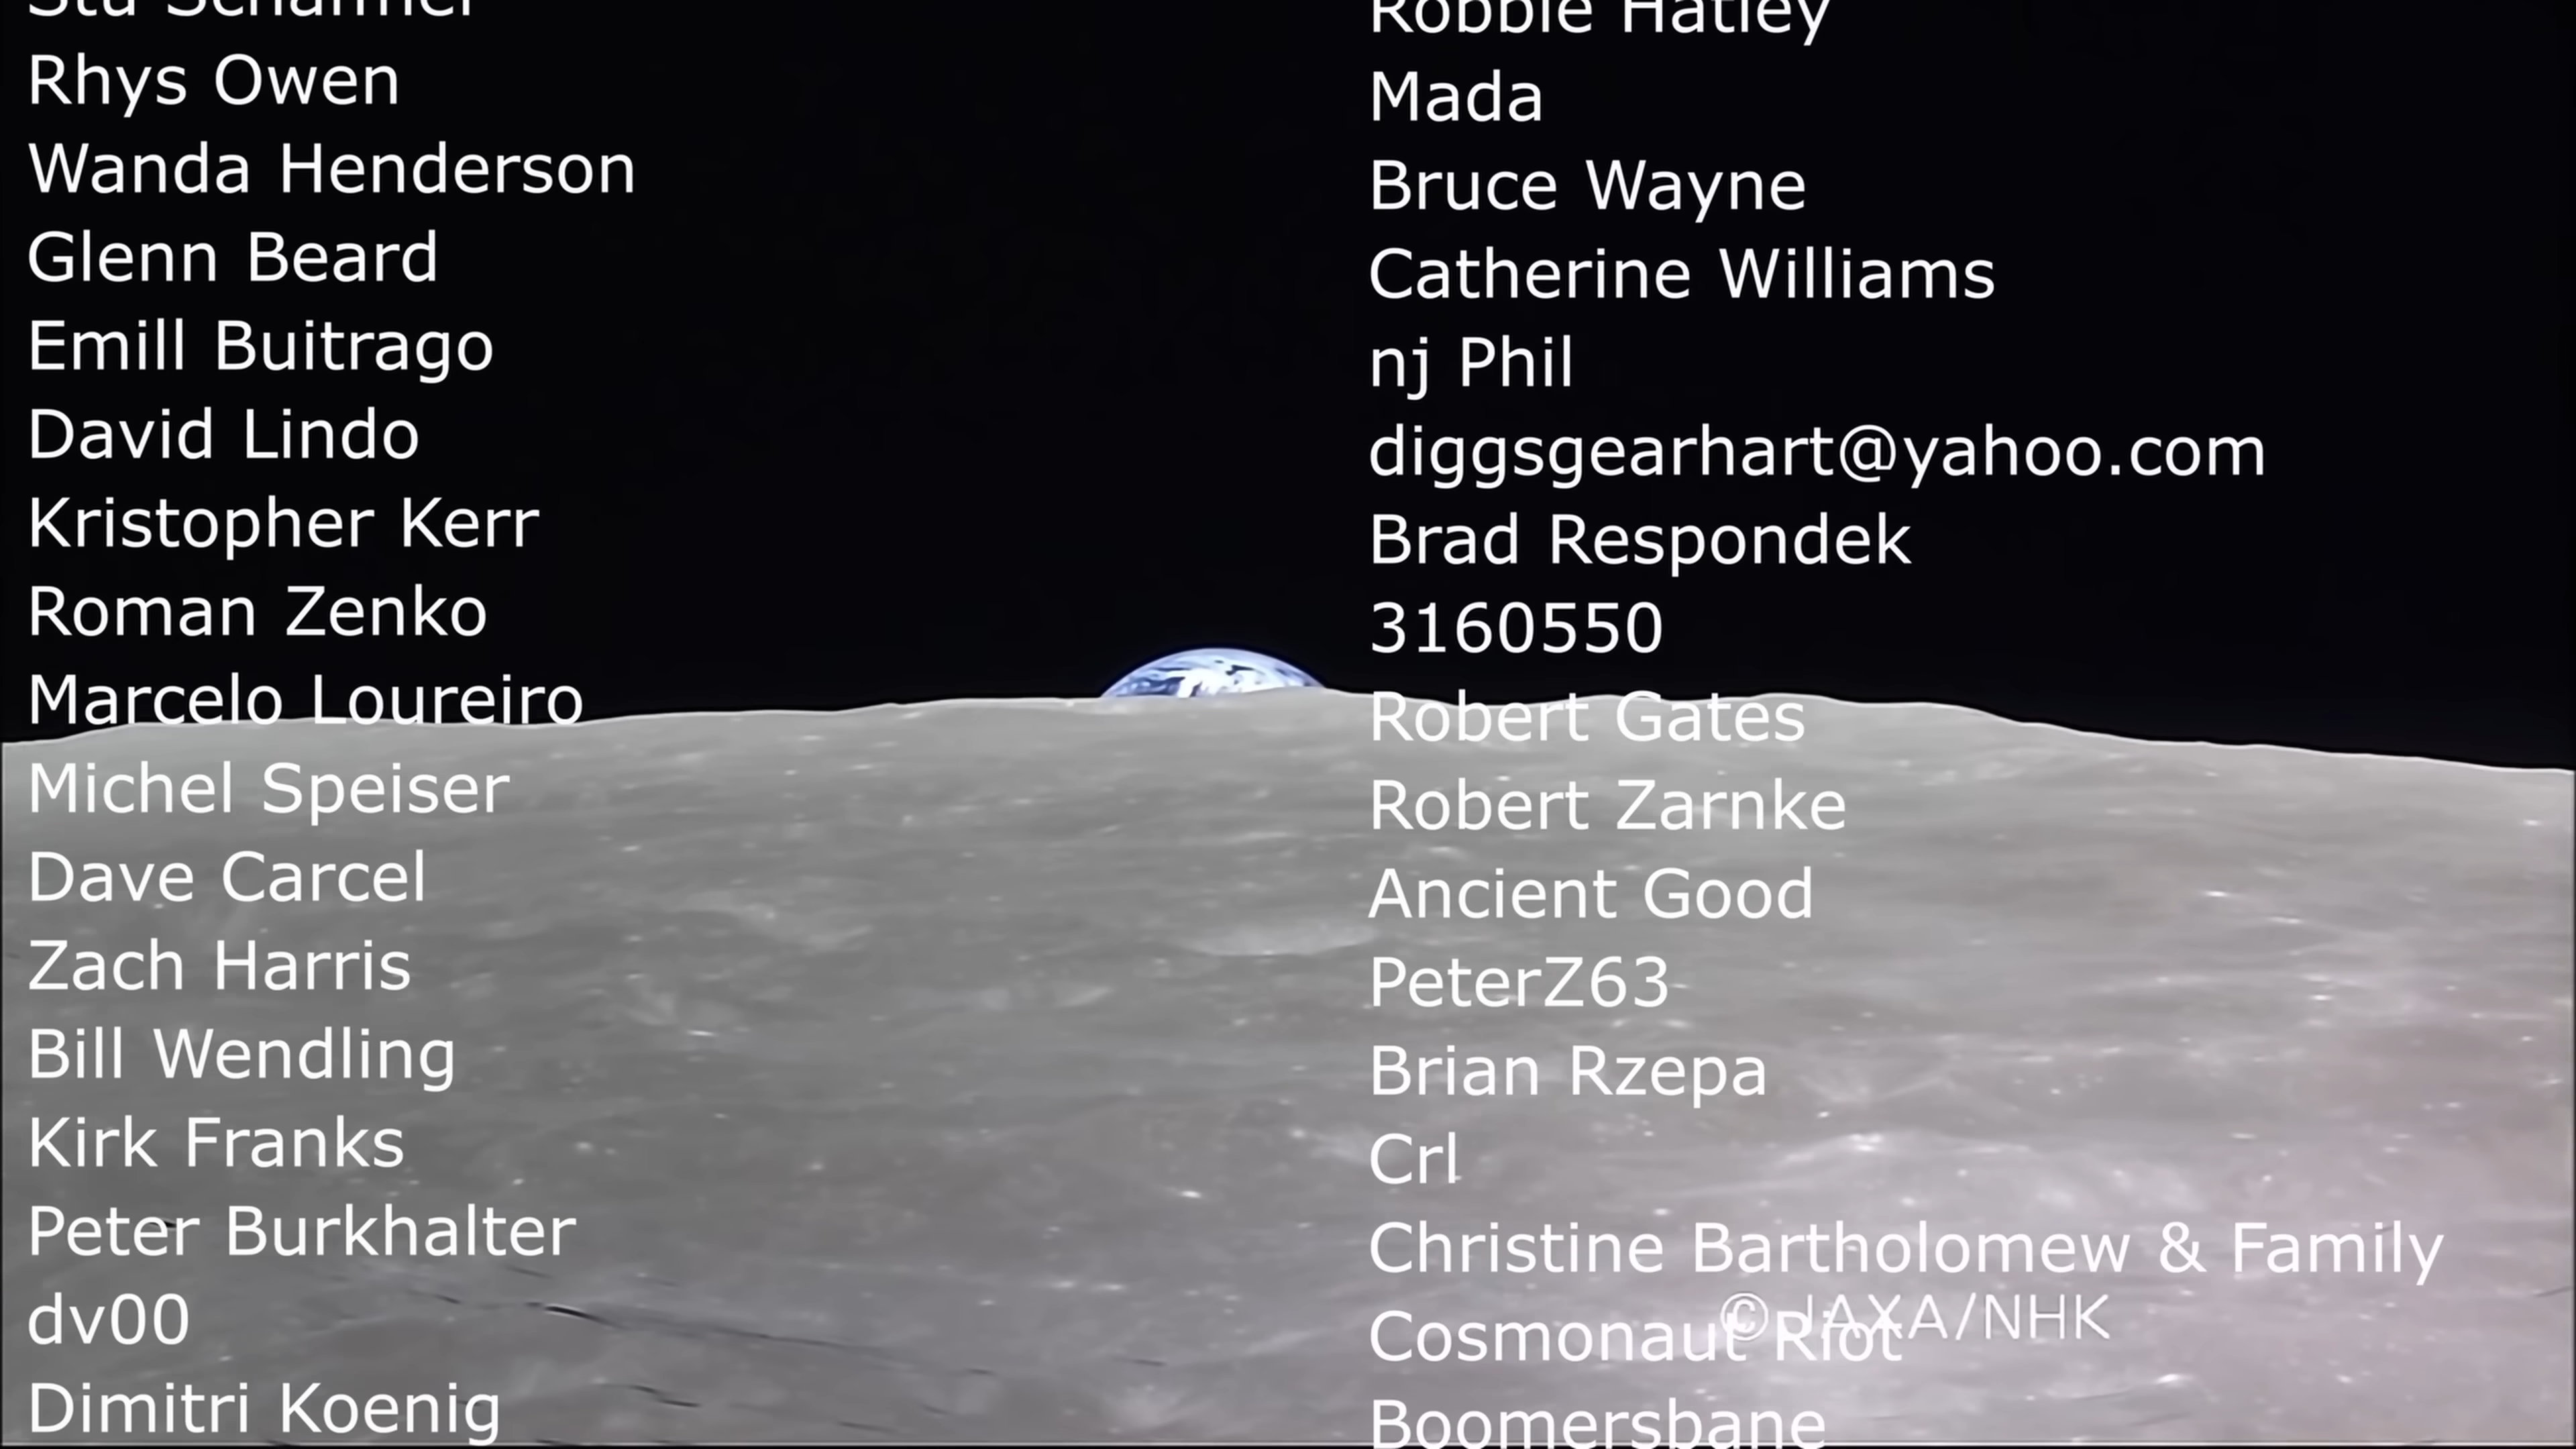 Rhys Owen
Wanda Henderson
Glenn Beard
Emill Buitrago
David Lindo
Kristopher Kerr
Roman Zenko
Marcelo Loureiro
Michel Speiser
Dave Carcel
Zach Harris
Bill Wendling
Kirk Franks
Peter Burkhalter
dv00
Dimitri Koenig
Robbie Hatley
Mada
Bruce Wayne
Catherine Williams
nj Phil
diggsgearhart@yahoo.com
Brad Respondek
3160550
Robert Gates
Robert Zarnke
Ancient Good
PeterZ63
Brian Rzepa
Crl
Christine Bartholomew & Family
©JAXA/NHK
Cosmonaut Riot
Boomersbane